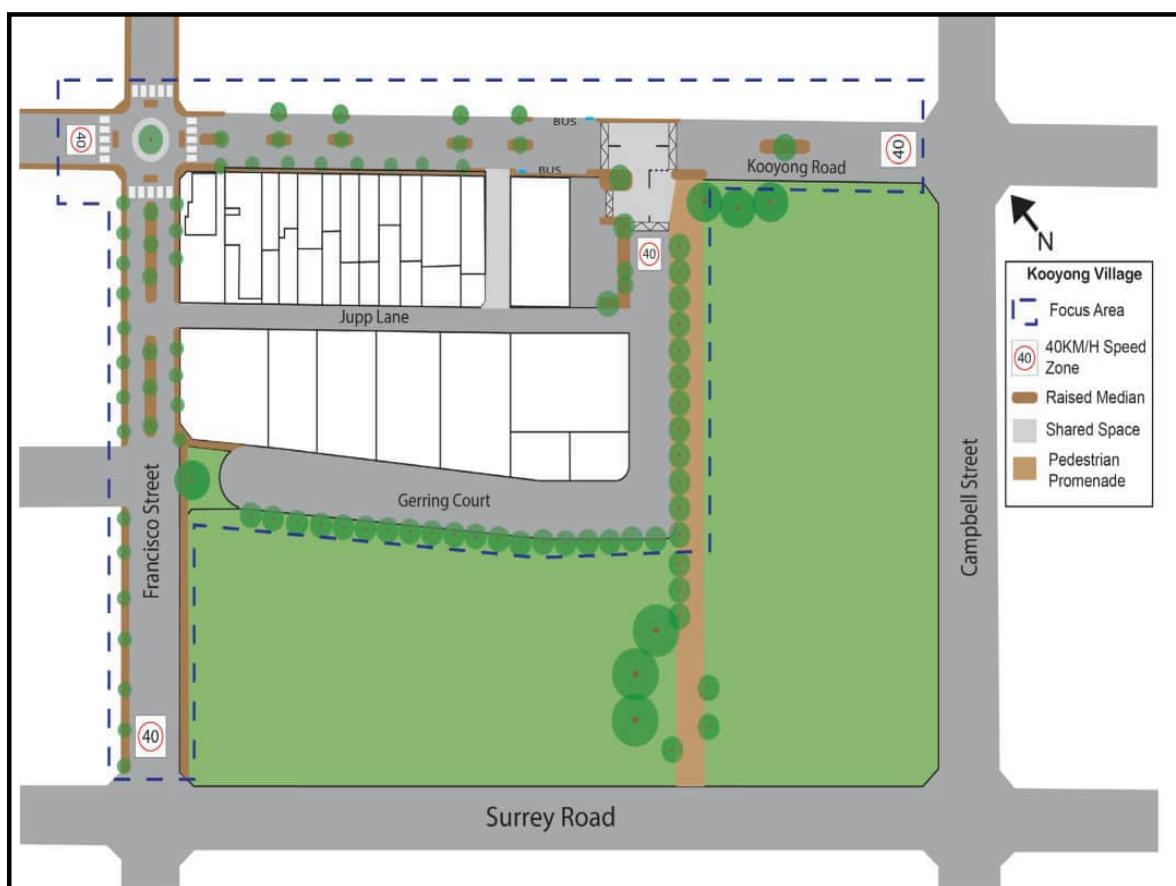 40
BUS
BUS
Kooyong Road
40
40
N
Kooyong Village
Focus Area
40
40KM/H Speed
Zone
Raised Median
Shared Space
Pedestrian
Promenade
Jupp Lane
Gerring Court
Francisco Street
Campbell Street
40
Surrey Road